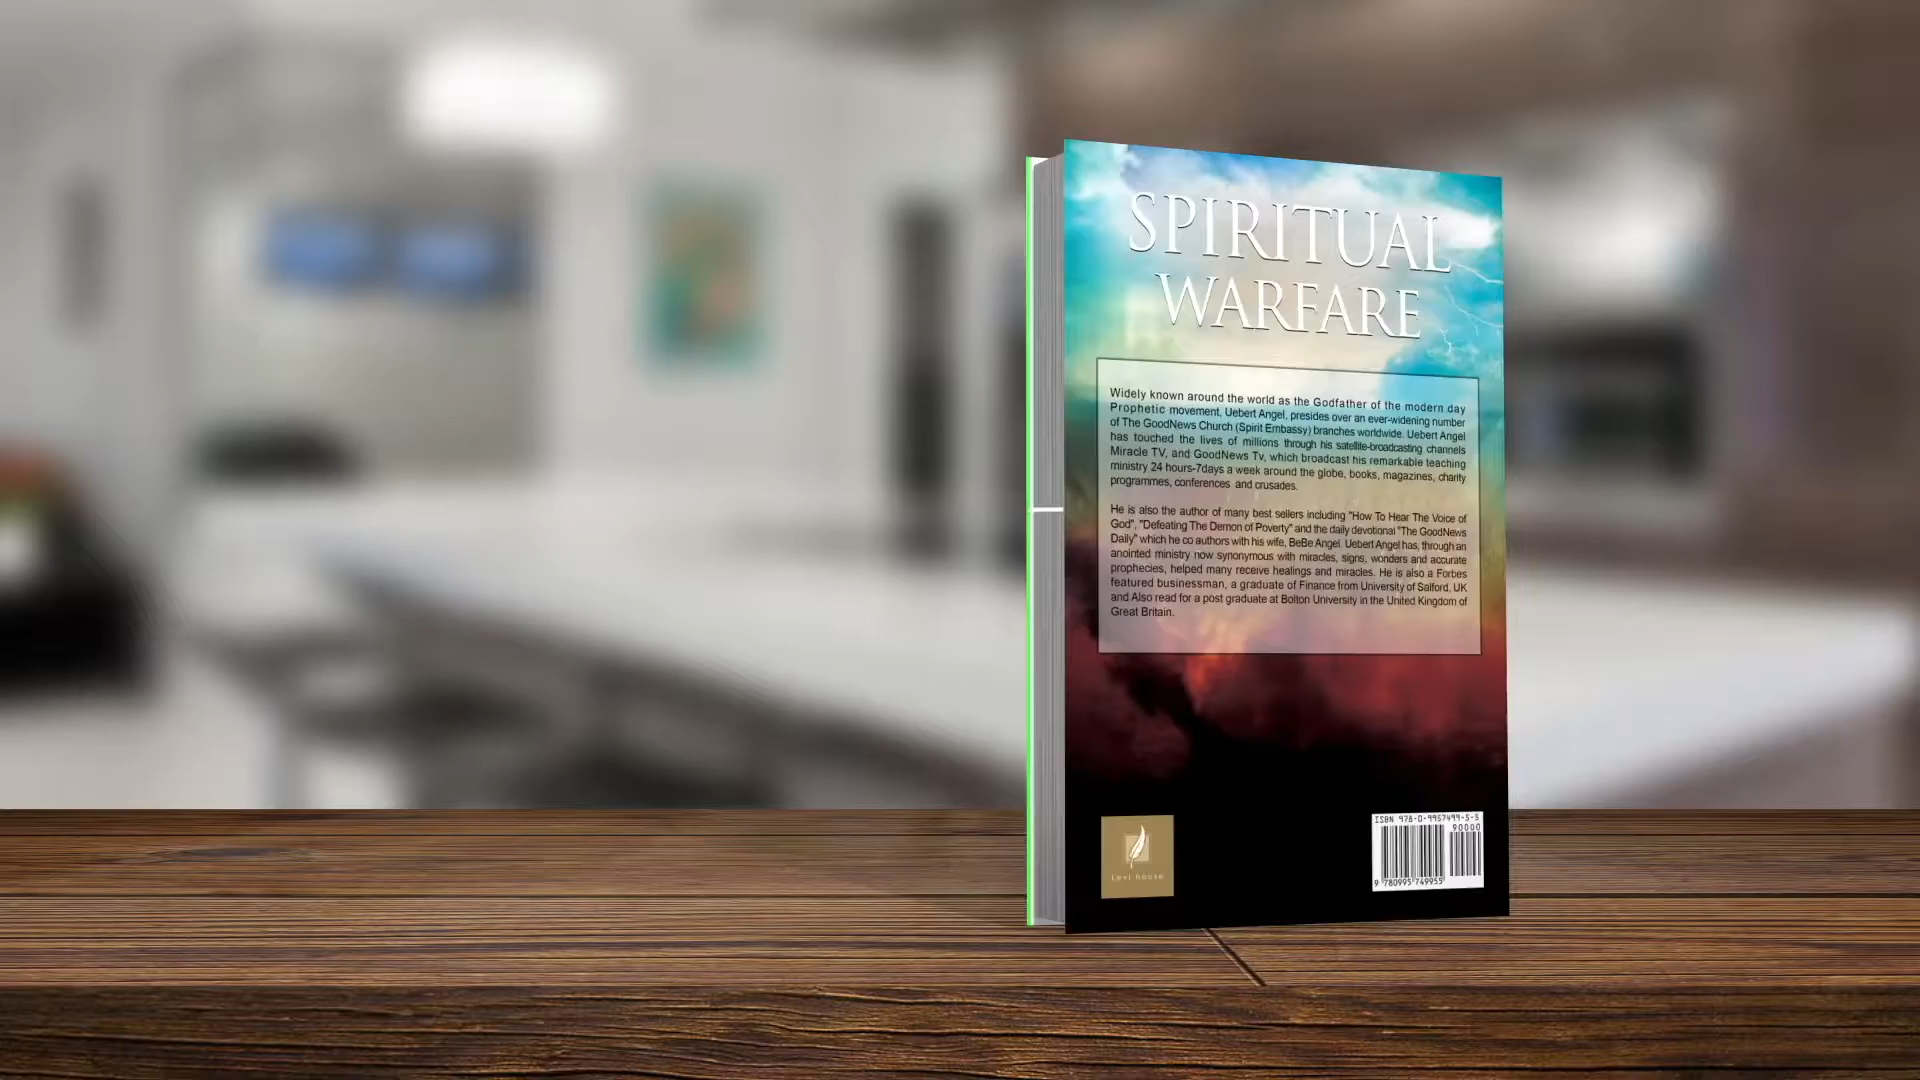 SPIRITUAL
WARFARE
Widely known around the world as the Godfather of the modern day
Prophetic movement, Uebert Angel, presides over an ever-widening number
of The GoodNews Church (Spirit Embassy) branches worldwide. Uebert Angel
has touched the lives of millions through his satellite-broadcasting channels
Miracle TV, and GoodNews Tv, which broadcast his remarkable teaching
ministry 24 hours-7days a week around the globe, books, magazines, charity
programmes, conferences and crusades.
He is also the author of many best sellers including "How To Hear The Voice of
God", "Defeating The Demon of Poverty" and the daily devotional "The GoodNews
Daily" which he co authors with his wife, BeBe Angel. Uebert Angel has, through an
anointed ministry now synonymous with miracles, signs, wonders and accurate
prophecies, helped many receive healings and miracles. He is also a Forbes
featured businessman, a graduate of Finance from University of Salford, UK
and Also read for a post graduate at Bolton University in the United Kingdom of
Great Britain.
Levi house
ISBN 978-0-9957499-5-5
90000
9 780995 749955